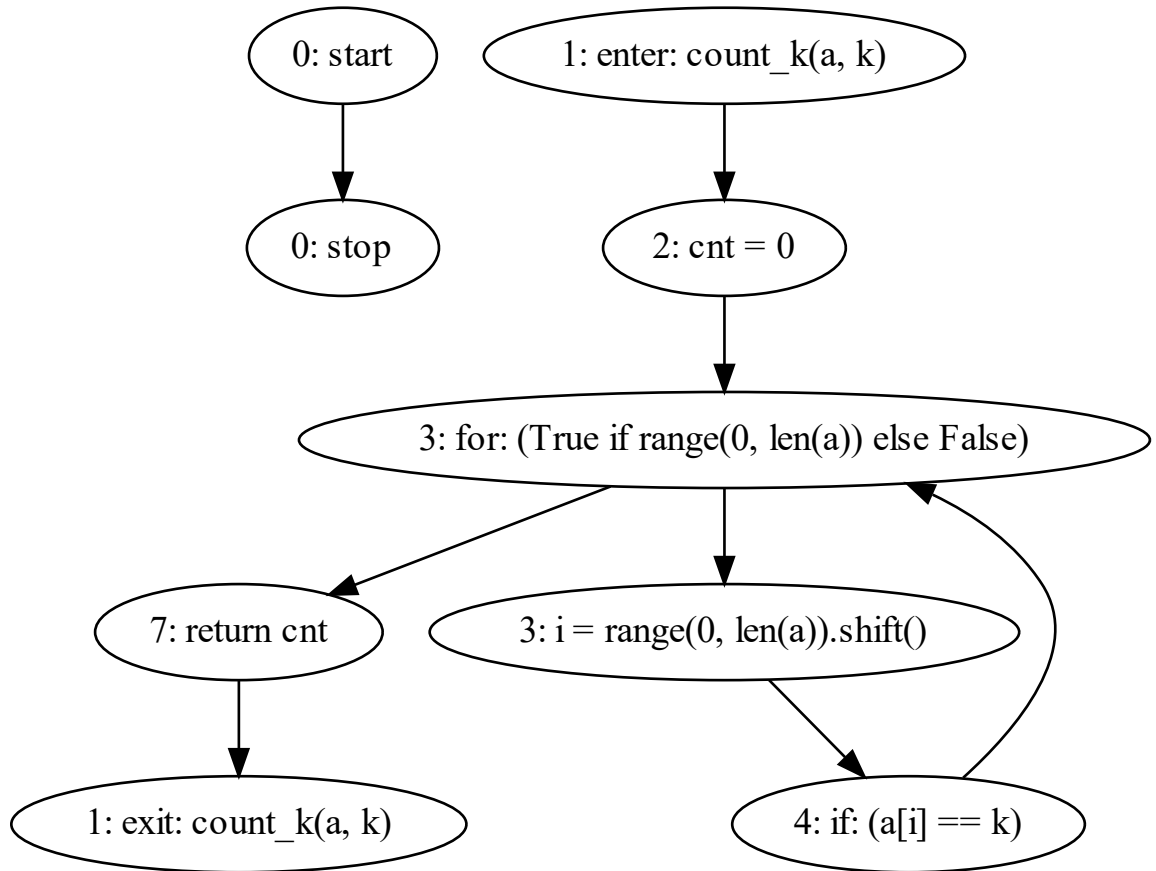 0: start
1: enter: count_k(a, k)
0: stop
2: cnt = 0
3: for: (True if range(0, len(a)) else False)
7: return cnt
3: i = range(0, len(a)).shift()
1: exit: count_k(a, k)
4: if: (a[i] == k)